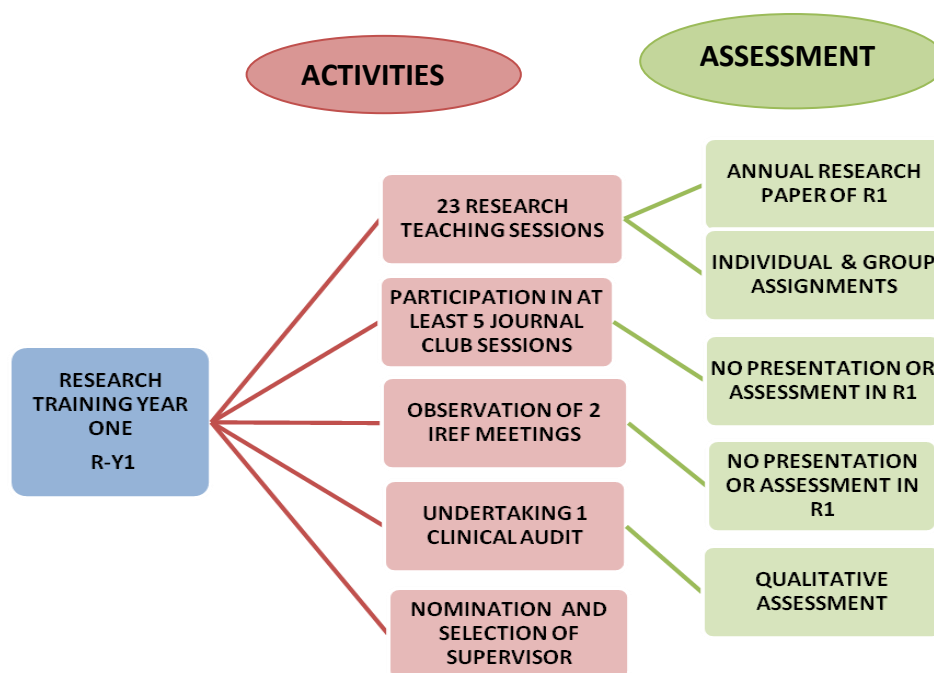 ACTIVITIES
ASSESSMENT
RESEARCH
TRAINING YEAR
ONE
R-Y1
23 RESEARCH
TEACHING SESSIONS
PARTICIPATION IN AT
LEAST 5 JOURNAL
CLUB SESSIONS
OBSERVATION OF 2
IREF MEETINGS
UNDERTAKING 1
CLINICAL AUDIT
NOMINATION AND
SELECTION OF
SUPERVISOR
ANNUAL RESEARCH
PAPER OF R1
INDIVIDUAL & GROUP
ASSIGNMENTS
NO PRESENTATION OR
ASSESSMENT IN R1
NO PRESENTATION
OR ASSESSMENT IN
R1
QUALITATIVE
ASSESSMENT